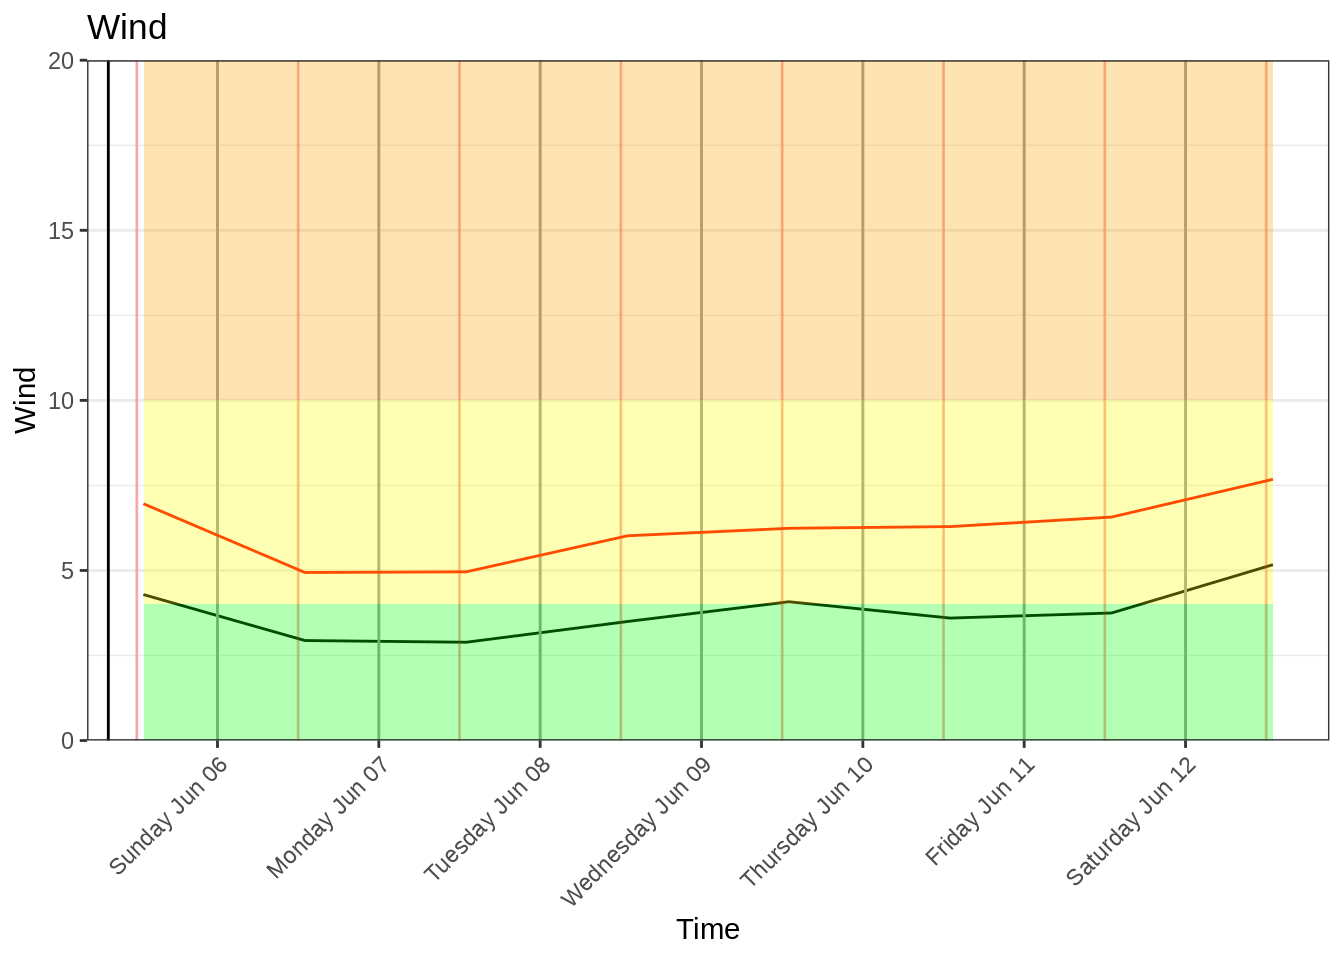 Wind
20
15
10
5
0
Wind
Sunday Jun 06
Monday Jun 07
Tuesday Jun 08
Wednesday Jun 09
Thursday Jun 10
Friday Jun 11
Saturday Jun 12
Time